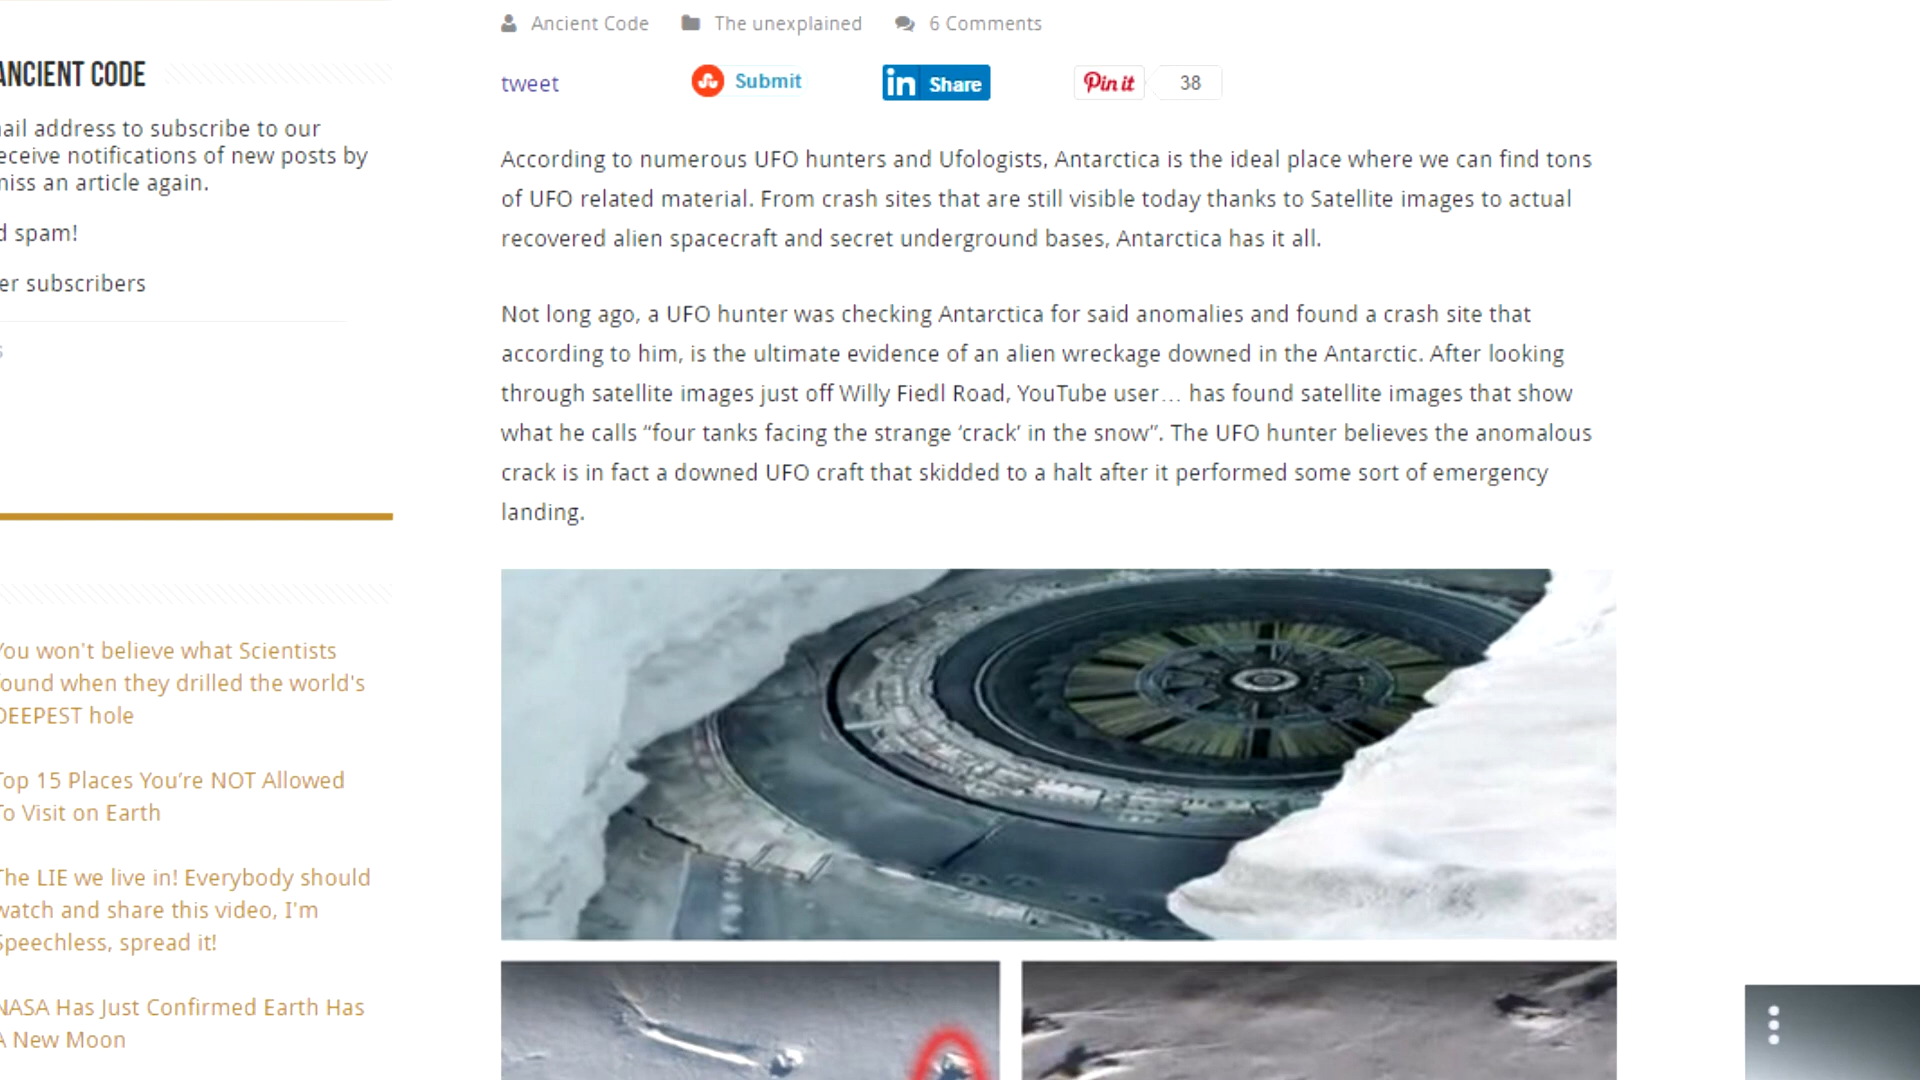 Ancient Code The unexplained 6 Comments
tweet Submit in Share Pin it 38
According to numerous UFO hunters and Ufologists, Antarctica is the ideal place where we can find tons
of UFO related material. From crash sites that are still visible today thanks to Satellite images to actual
recovered alien spacecraft and secret underground bases, Antarctica has it all.
Not long ago, a UFO hunter was checking Antarctica for said anomalies and found a crash site that
according to him, is the ultimate evidence of an alien wreckage downed in the Antarctic. After looking
through satellite images just off Willy Fiedl Road, YouTube user… has found satellite images that show
what he calls “four tanks facing the strange ‘crack’ in the snow”. The UFO hunter believes the anomalous
crack is in fact a downed UFO craft that skidded to a halt after it performed some sort of emergency
landing.
ANCIENT CODE
address to subscribe to our
notifications of new posts by
an article again.
spam!
subscribers
You won't believe what Scientists
found when they drilled the world's
DEEPEST hole
Top 15 Places You’re NOT Allowed
To Visit on Earth
The LIE we live in! Everybody should
watch and share this video, I'm
Speechless, spread it!
NASA Has Just Confirmed Earth Has
A New Moon